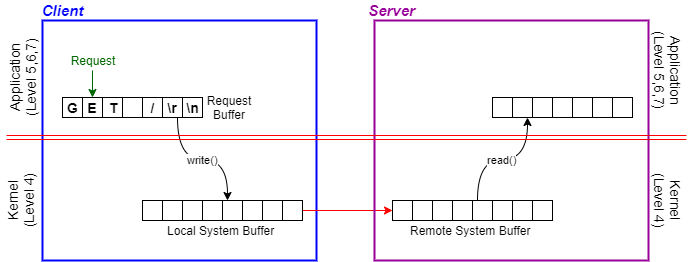 Client
Server
Application
(Level 5,6,7)
Request
G E T / \r \n
Request
Buffer
Application
(Level 5,6,7)
write()
read()
Kernel
(Level 4)
Local System Buffer
Remote System Buffer
Kernel
(Level 4)